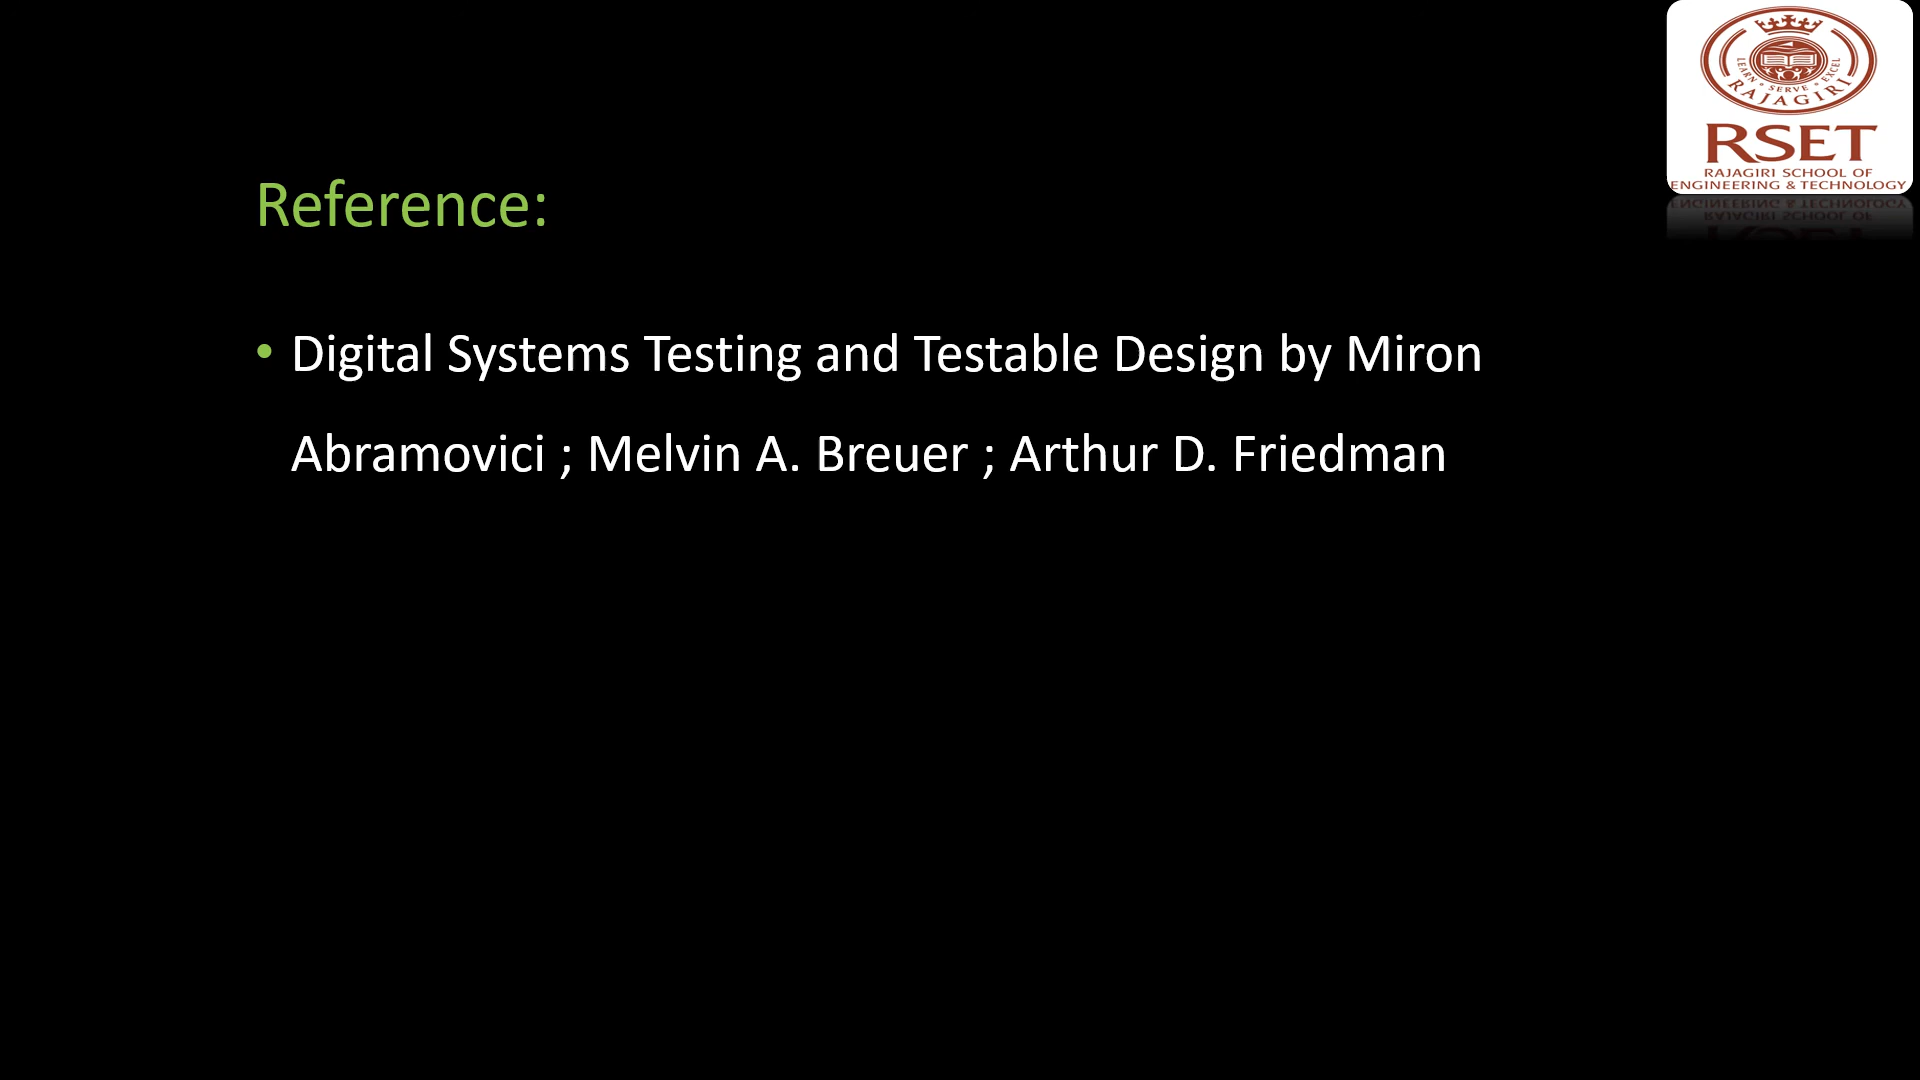 LEARN • SERVE • EXCEL
RAJAGIRI
RSET
RAJAGIRI SCHOOL OF
ENGINEERING & TECHNOLOGY
Reference:
• Digital Systems Testing and Testable Design by Miron
Abramovici ; Melvin A. Breuer ; Arthur D. Friedman